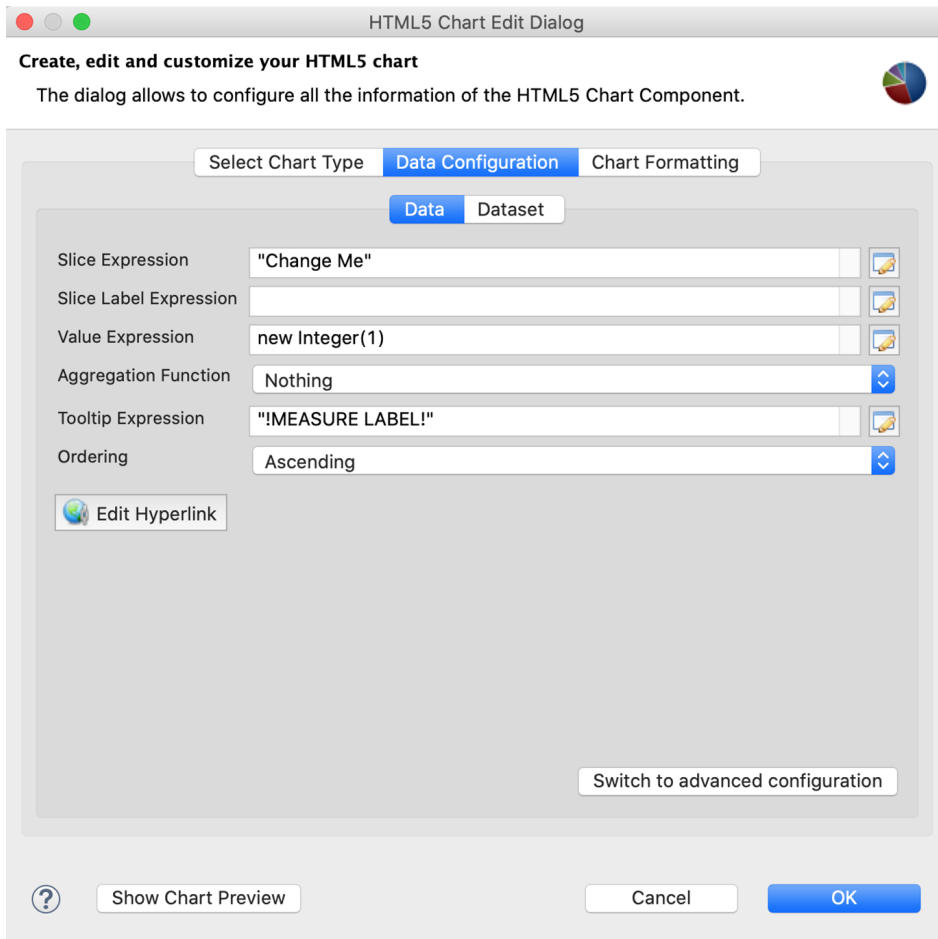 HTML5 Chart Edit Dialog
Create, edit and customize your HTML5 chart
The dialog allows to configure all the information of the HTML5 Chart Component.
Select Chart Type Data Configuration Chart Formatting
Data Dataset
Slice Expression "Change Me"
Slice Label Expression
Value Expression new Integer(1)
Aggregation Function Nothing
Tooltip Expression "!MEASURE LABEL!"
Ordering Ascending
Edit Hyperlink
Switch to advanced configuration
? Show Chart Preview Cancel OK